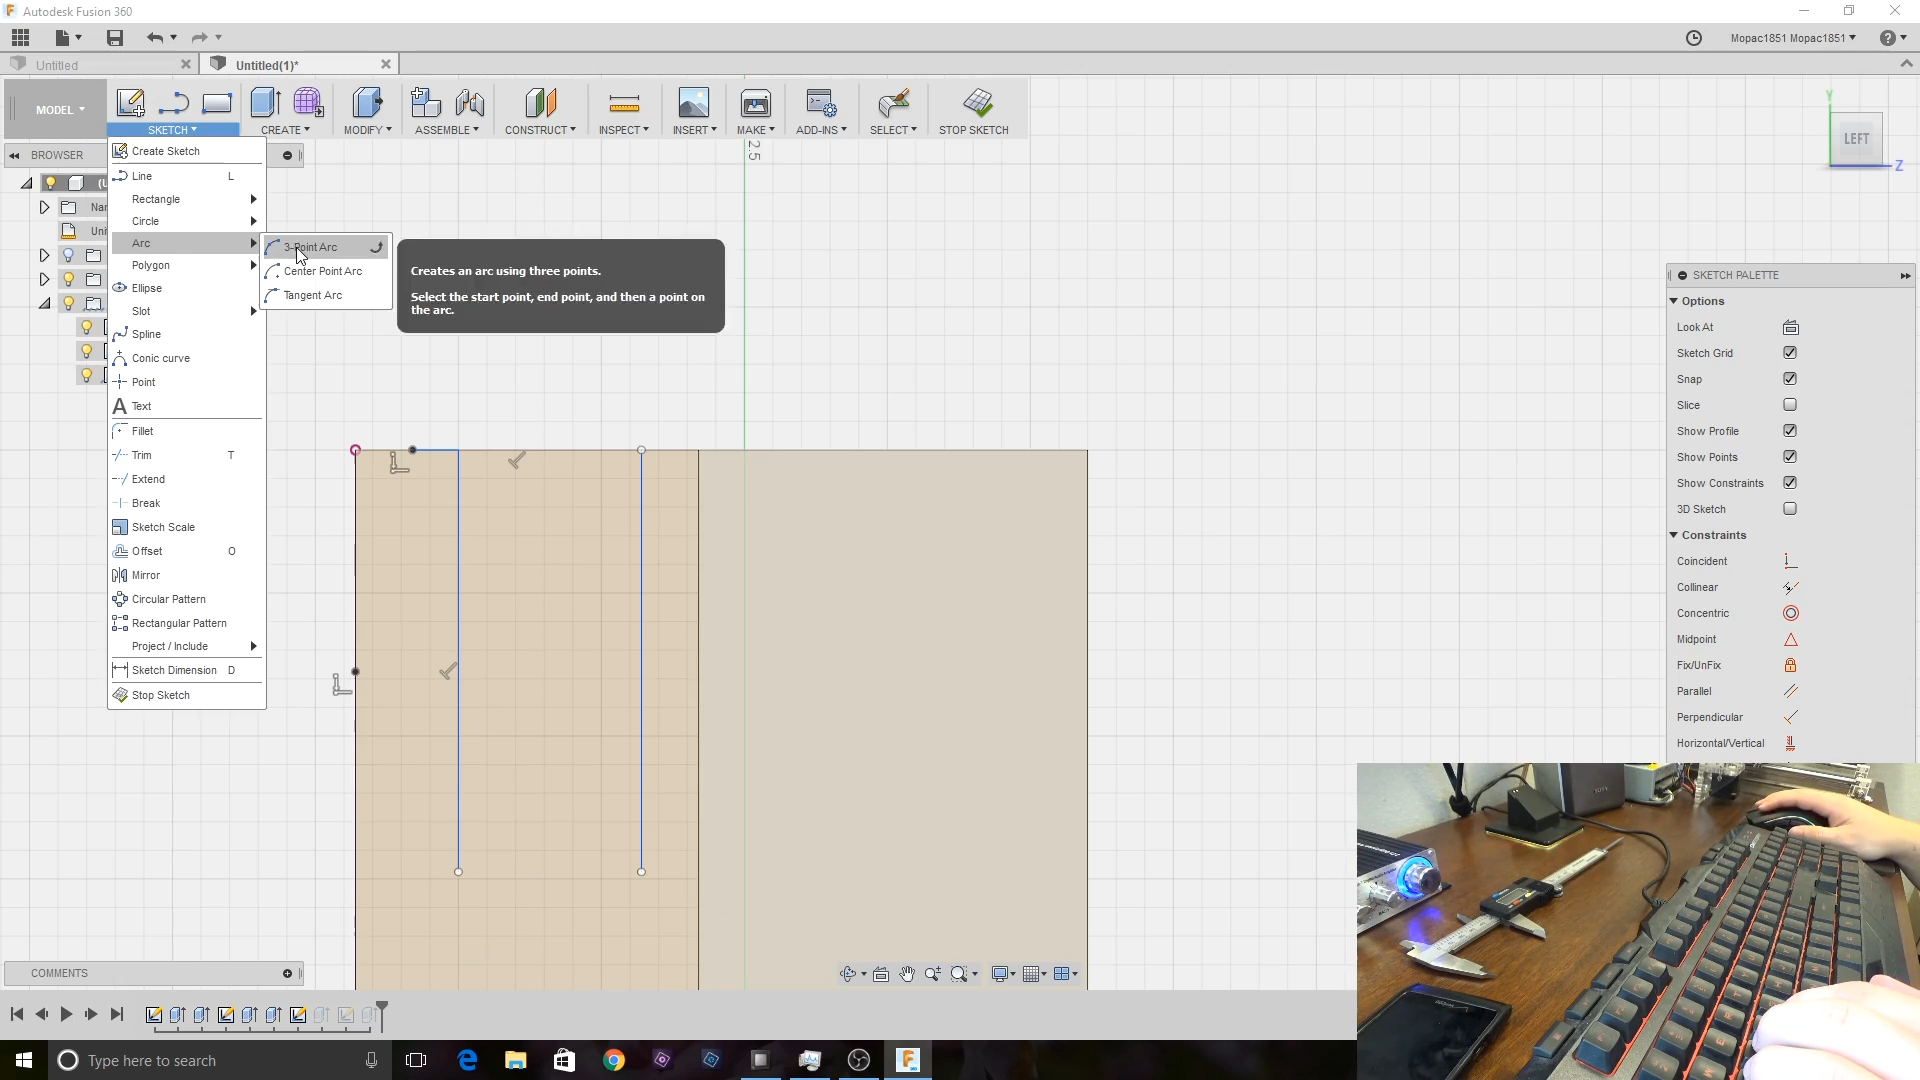 Autodesk Fusion 360
Mopac1851 Mopac1851
Untitled
Untitled(1)*
MODEL
SKETCH
CREATE
MODIFY
ASSEMBLE
CONSTRUCT
INSPECT
INSERT
MAKE
ADD-INS
SELECT
STOP SKETCH
BROWSER
(U
Nar
Uni
Create Sketch
Line L
Rectangle
Circle
Arc
Polygon
Ellipse
Slot
Spline
Conic curve
Point
Text
Fillet
Trim T
Extend
Break
Sketch Scale
Offset O
Mirror
Circular Pattern
Rectangular Pattern
Project / Include
Sketch Dimension D
Stop Sketch
3-Point Arc
Center Point Arc
Tangent Arc
Creates an arc using three points.
Select the start point, end point, and then a point on
the arc.
2.5
Y
LEFT
Z
SKETCH PALETTE
Options
Look At
Sketch Grid
Snap
Slice
Show Profile
Show Points
Show Constraints
3D Sketch
Constraints
Coincident
Collinear
Concentric
Midpoint
Fix/UnFix
Parallel
Perpendicular
Horizontal/Vertical
SONY
COMMENTS
Type here to search